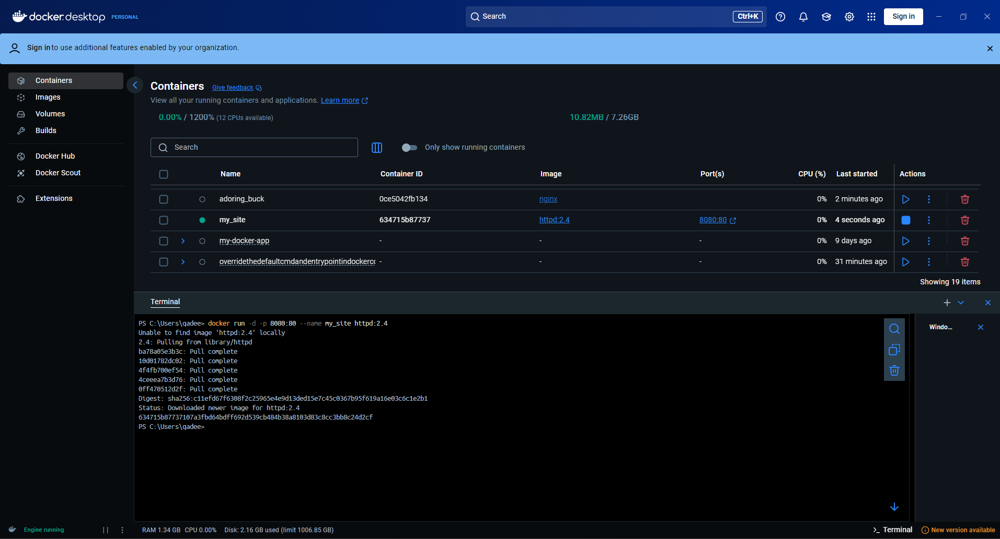 docker.desktop PERSONAL
Search Ctrl+K
Sign in
Sign in to use additional features enabled by your organization.
Containers
Images
Volumes
Builds
Docker Hub
Docker Scout
Extensions
Containers Give feedback
View all your running containers and applications. Learn more
0.00% / 1200% (12 CPUs available) 10.82MB / 7.26GB
Search Only show running containers
Name Container ID Image Port(s) CPU (%) Last started Actions
adoring_buck 0ce5042fb134 nginx 0% 2 minutes ago
my_site 634715b87737 httpd:2.4 8080:80 0% 4 seconds ago
my-docker-app - - - 0% 9 days ago
overridethedefaultcmdandentrypointindockerco - - - 0% 31 minutes ago
Showing 19 items
Terminal
PS C:\Users\qadee> docker run -d -p 8080:80 --name my_site httpd:2.4
Unable to find image 'httpd:2.4' locally
2.4: Pulling from library/httpd
ba78a05e3b3c: Pull complete
10d01782dc02: Pull complete
4f4fb700ef54: Pull complete
4ceeea7b3d76: Pull complete
0ff470512d2f: Pull complete
Digest: sha256:c11efd67f6308f2c25965e4e9d13ded15e7c45c0367b95f619a16e03c6c1e2b1
Status: Downloaded newer image for httpd:2.4
634715b87737107a3fbd64bdff692d539cb484b38a8103d83c8cc3bb8c24d2cf
PS C:\Users\qadee>
Windo...
Engine running RAM 1.34 GB CPU 0.00% Disk: 2.16 GB used (limit 1006.85 GB) >_ Terminal New version available